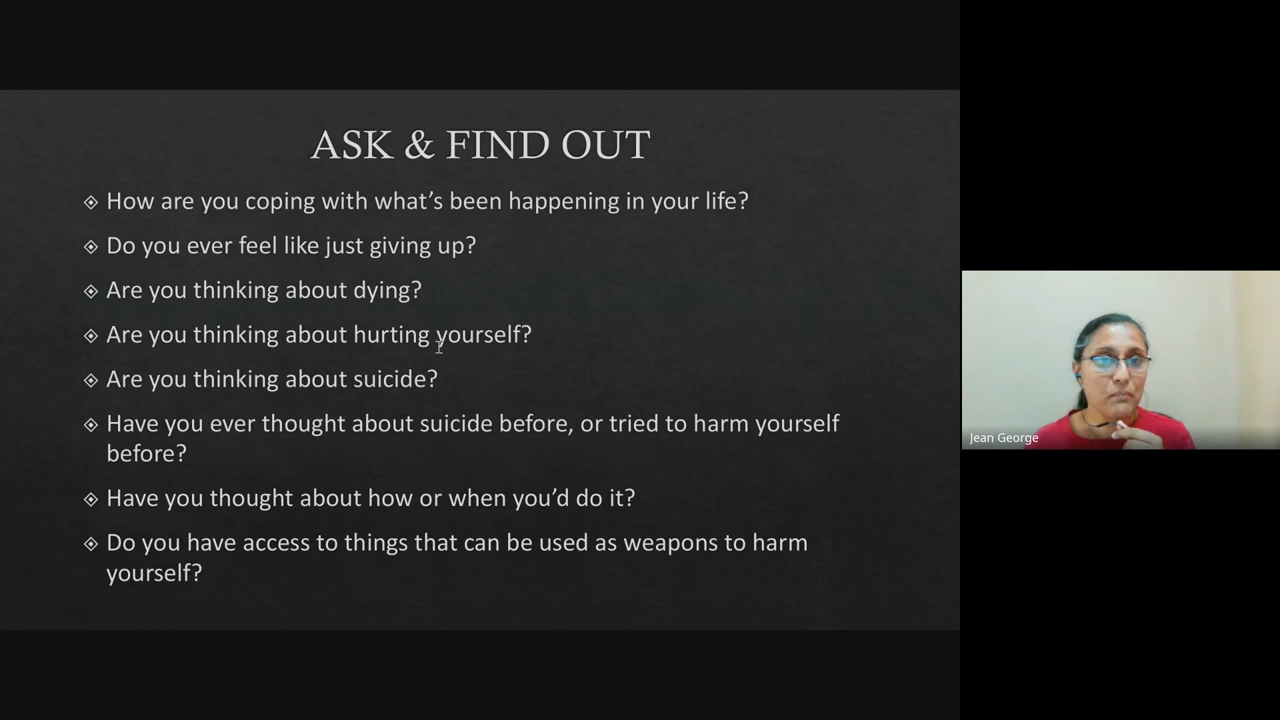 ASK & FIND OUT
How are you coping with what’s been happening in your life?
Do you ever feel like just giving up?
Are you thinking about dying?
Are you thinking about hurting yourself?
Are you thinking about suicide?
Have you ever thought about suicide before, or tried to harm yourself
before?
Have you thought about how or when you’d do it?
Do you have access to things that can be used as weapons to harm
yourself?
Jean George